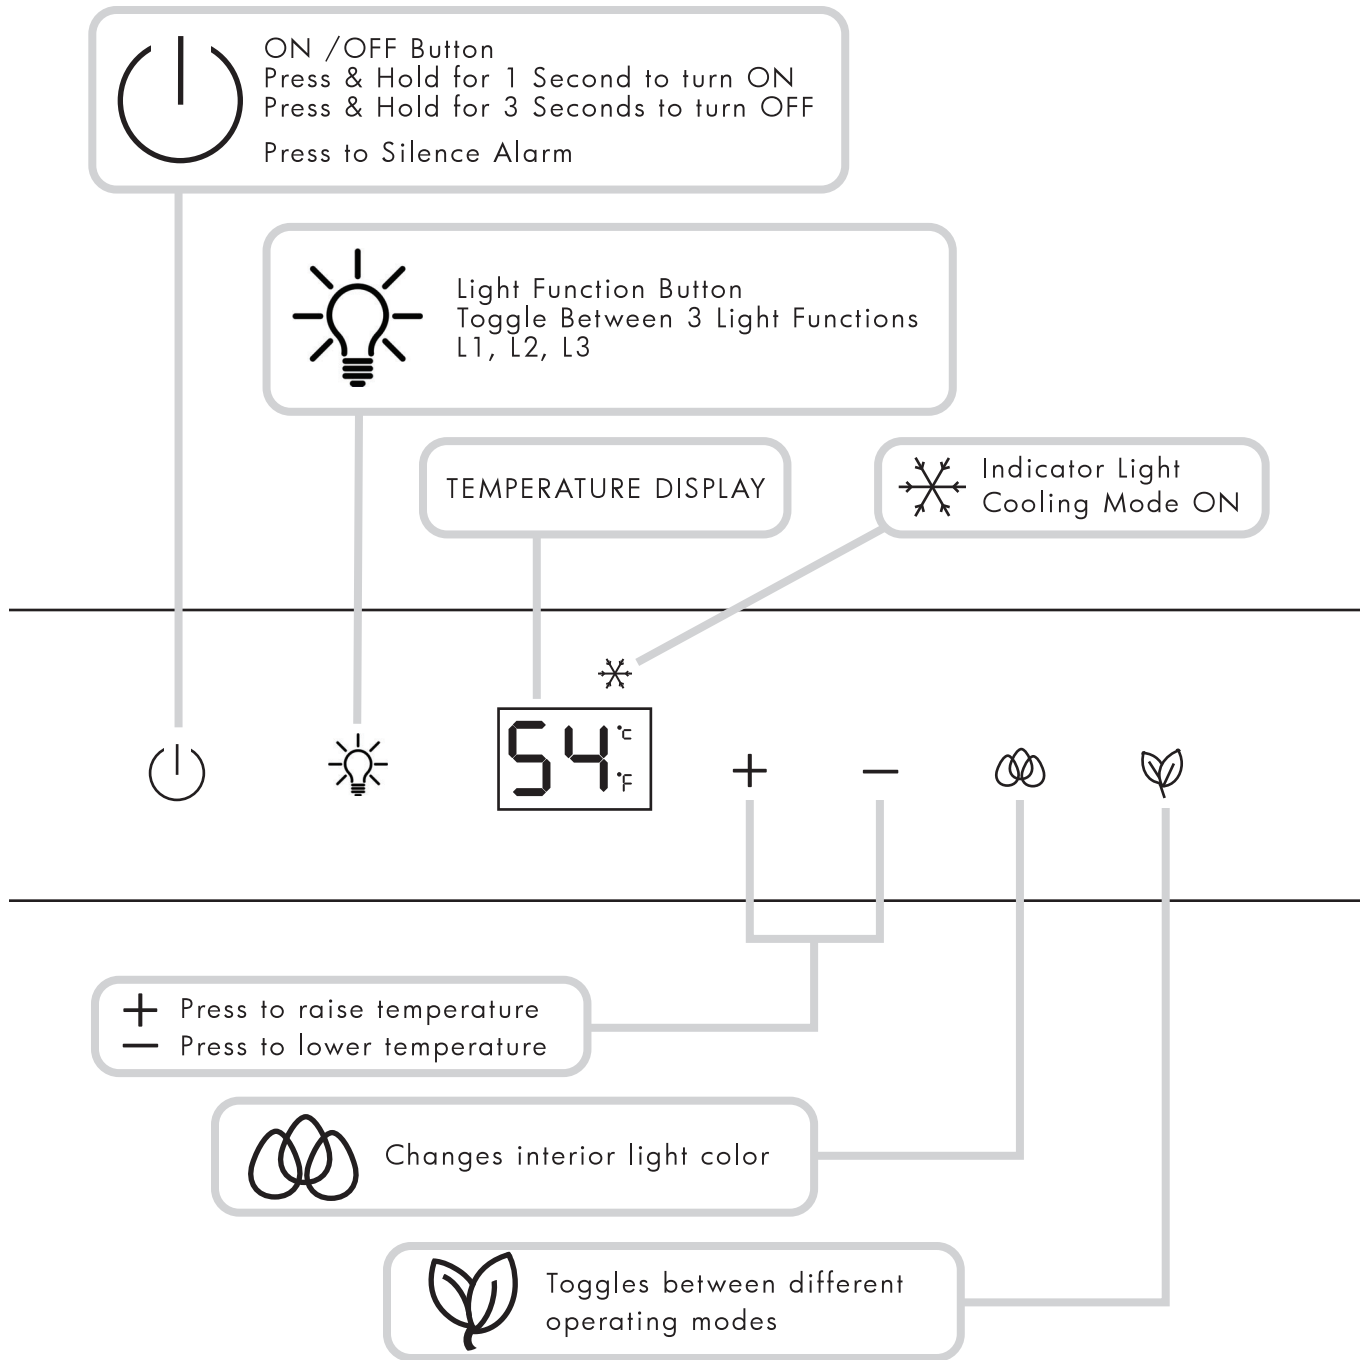 ON /OFF Button
Press & Hold for 1 Second to turn ON
Press & Hold for 3 Seconds to turn OFF
Press to Silence Alarm
Light Function Button
Toggle Between 3 Light Functions
L1, L2, L3
TEMPERATURE DISPLAY
Indicator Light
Cooling Mode ON
54 °C
°F
+ −
+ Press to raise temperature
− Press to lower temperature
Changes interior light color
Toggles between different
operating modes